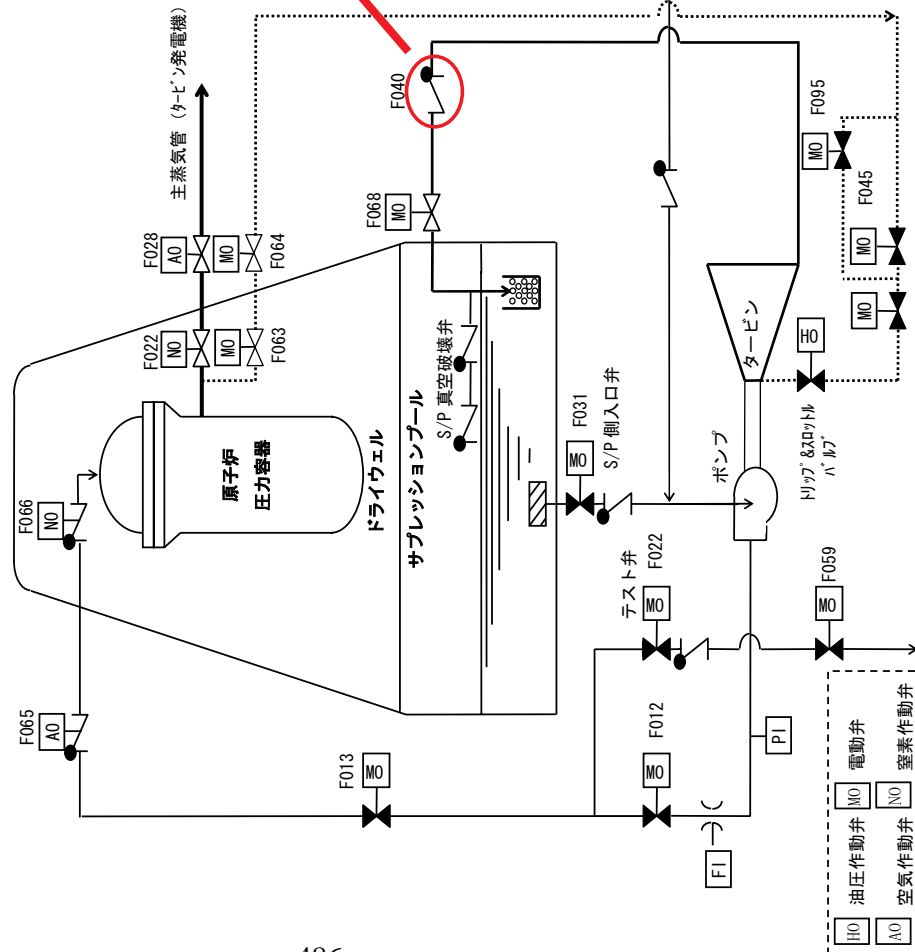 主蒸気管 (タービン発電機)
F040
F028
AO
MO
F064
F022
NO
MO
F063
F068
MO
F095
MO
F045
MO
MO
HO
トリップ&スロットル
バルブ
タービン
ポンプ
S/P 真空破壊弁
サプレッションプール
ドライウェル
原子炉
圧力容器
F066
NO
F065
AO
F031
MO
S/P 側入口弁
テスト弁
F022
MO
F059
MO
F013
MO
F012
MO
PI
FI
HO 油圧作動弁 MO 電動弁
AO 空気作動弁 NO 窒素作動弁